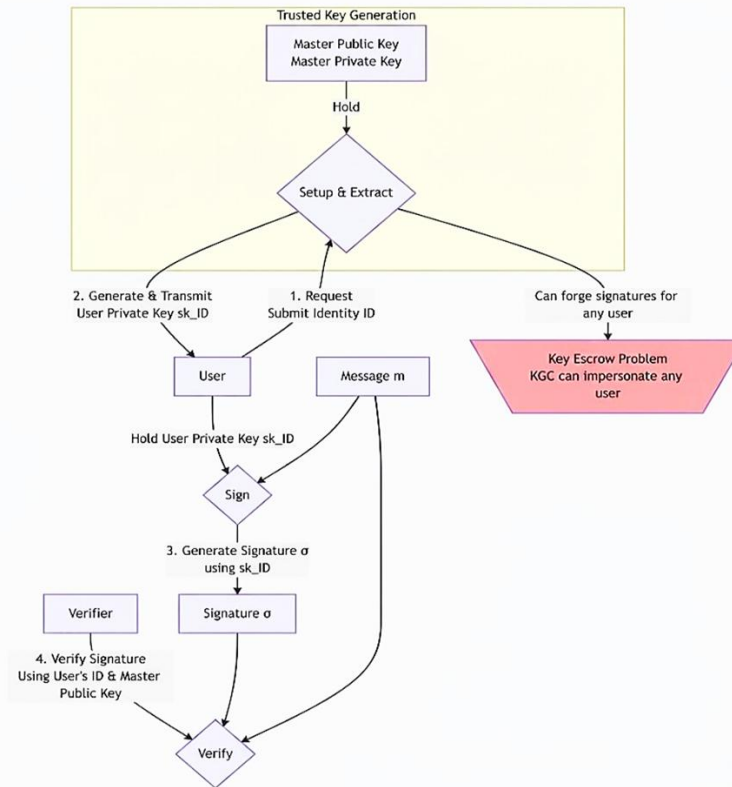 Trusted Key Generation
Master Public Key
Master Private Key
Hold
Setup & Extract
2. Generate & Transmit
User Private Key sk_ID
1. Request
Submit Identity ID
Can forge signatures for
any user
User
Message m
Key Escrow Problem
KGC can impersonate any
user
Hold User Private Key sk_ID
Sign
3. Generate Signature σ
using sk_ID
Verifier
Signature σ
4. Verify Signature
Using User's ID & Master
Public Key
Verify